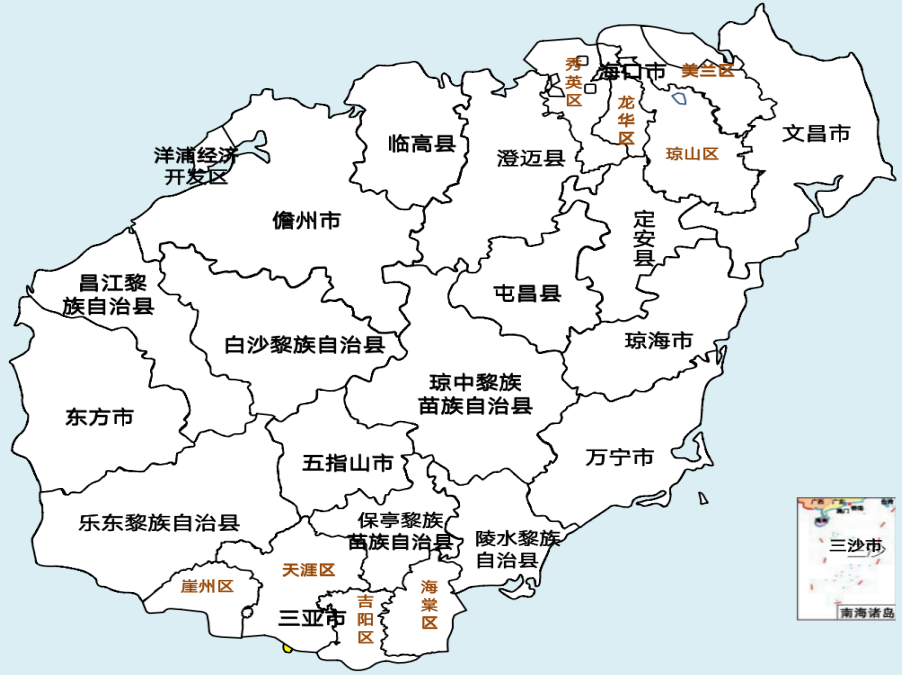 秀英区
海口市
美兰区
龙华区
琼山区
文昌市
临高县
澄迈县
洋浦经济
开发区
儋州市
定安县
昌江黎
族自治县
屯昌县
白沙黎族自治县
琼海市
琼中黎族
苗族自治县
东方市
五指山市
万宁市
乐东黎族自治县
保亭黎族
苗族自治县
陵水黎族
自治县
天涯区
崖州区
海棠区
吉阳区
三亚市
三沙市
南海诸岛